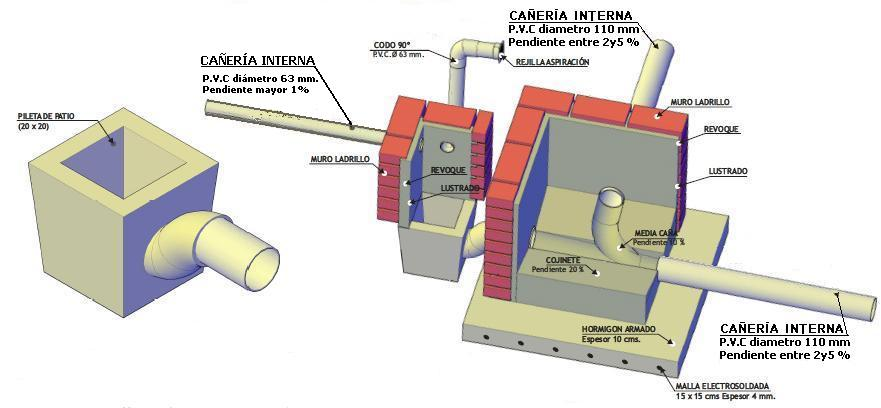 CAÑERÍA INTERNA
P.V.C diametro 110 mm
Pendiente entre 2y5 %
CODO 90°
P.V.C.Ø 63 mm.
REJILLA ASPIRACIÓN
CAÑERÍA INTERNA
P.V.C diámetro 63 mm.
Pendiente mayor 1%
PILETA DE PATIO
(20 x 20)
MURO LADRILLO
REVOQUE
MURO LADRILLO
REVOQUE
LUSTRADO
LUSTRADO
MEDIA CAÑA
Pendiente 10 %
COJINETE
Pendiente 20 %
HORMIGON ARMADO
Espesor 10 cms.
CAÑERÍA INTERNA
P.V.C diametro 110 mm
Pendiente entre 2y5 %
MALLA ELECTROSOLDADA
15 x 15 cms Espesor 4 mm.